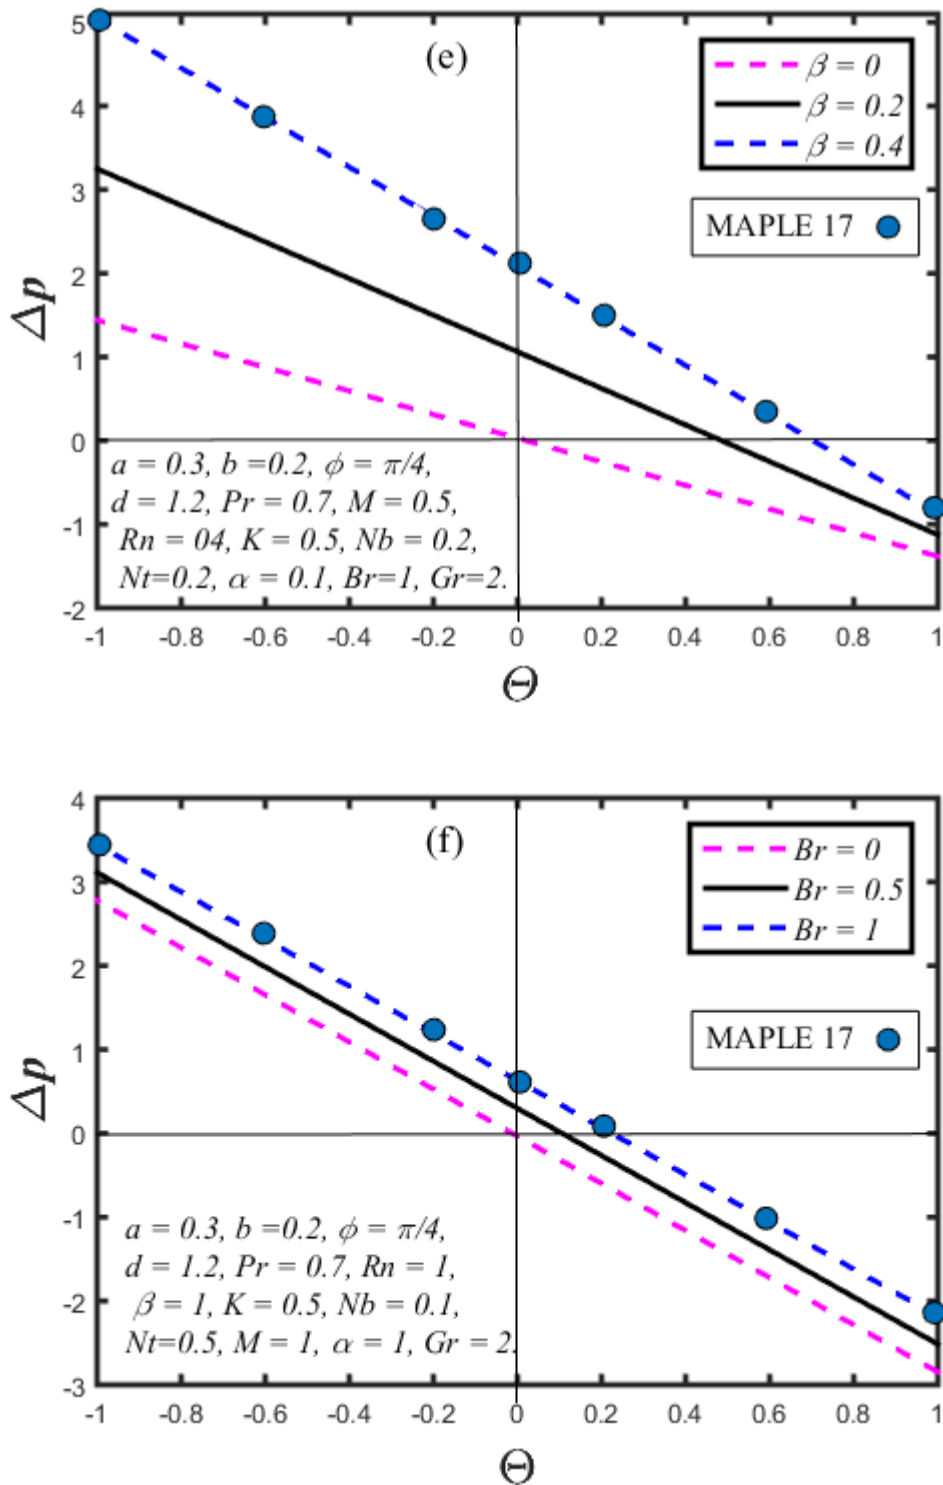 (e)
β = 0
β = 0.2
β = 0.4
MAPLE 17
5
4
3
2
1
0
-1
-2
Δp
a = 0.3, b =0.2, ϕ = π/4,
d = 1.2, Pr = 0.7, M = 0.5,
Rn = 04, K = 0.5, Nb = 0.2,
Nt=0.2, α = 0.1, Br=1, Gr=2.
-1 -0.8 -0.6 -0.4 -0.2 0 0.2 0.4 0.6 0.8 1
Θ
(f)
Br = 0
Br = 0.5
Br = 1
MAPLE 17
4
3
2
1
0
-1
-2
-3
Δp
a = 0.3, b =0.2, ϕ = π/4,
d = 1.2, Pr = 0.7, Rn = 1,
β = 1, K = 0.5, Nb = 0.1,
Nt=0.5, M = 1, α = 1, Gr = 2.
-1 -0.8 -0.6 -0.4 -0.2 0 0.2 0.4 0.6 0.8 1
Θ